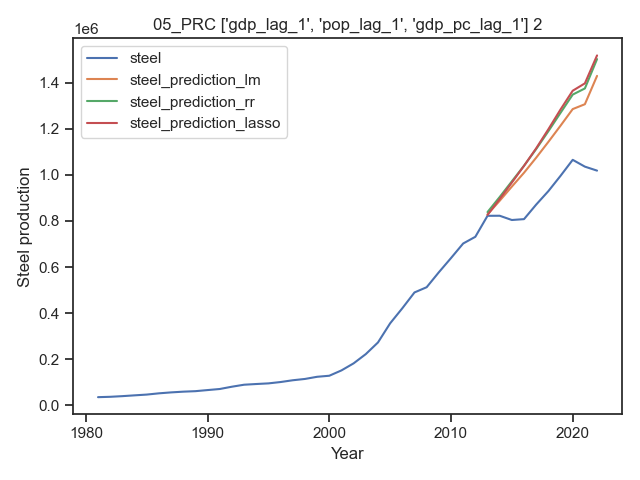 05_PRC ['gdp_lag_1', 'pop_lag_1', 'gdp_pc_lag_1'] 2
1e6
steel
steel_prediction_lm
steel_prediction_rr
steel_prediction_lasso
1.4
1.2
1.0
0.8
0.6
0.4
0.2
0.0
Steel production
1980
1990
2000
2010
2020
Year